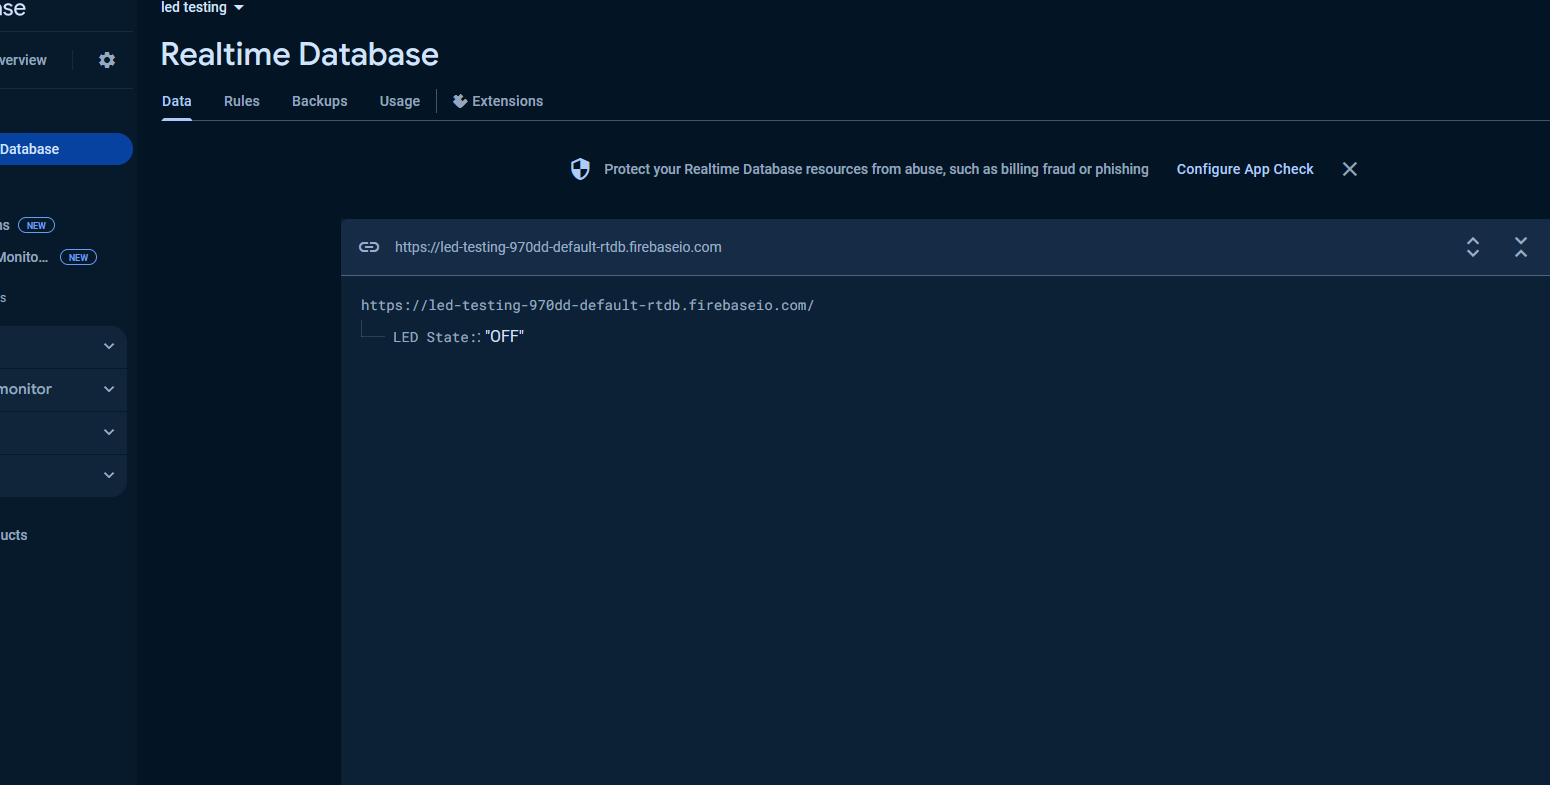 se
led testing
verview
Realtime Database
Data Rules Backups Usage Extensions
Database
Protect your Realtime Database resources from abuse, such as billing fraud or phishing Configure App Check
ns NEW
Monito... NEW
s
https://led-testing-970dd-default-rtdb.firebaseio.com
https://led-testing-970dd-default-rtdb.firebaseio.com/
LED State:: "OFF"
monitor
ucts